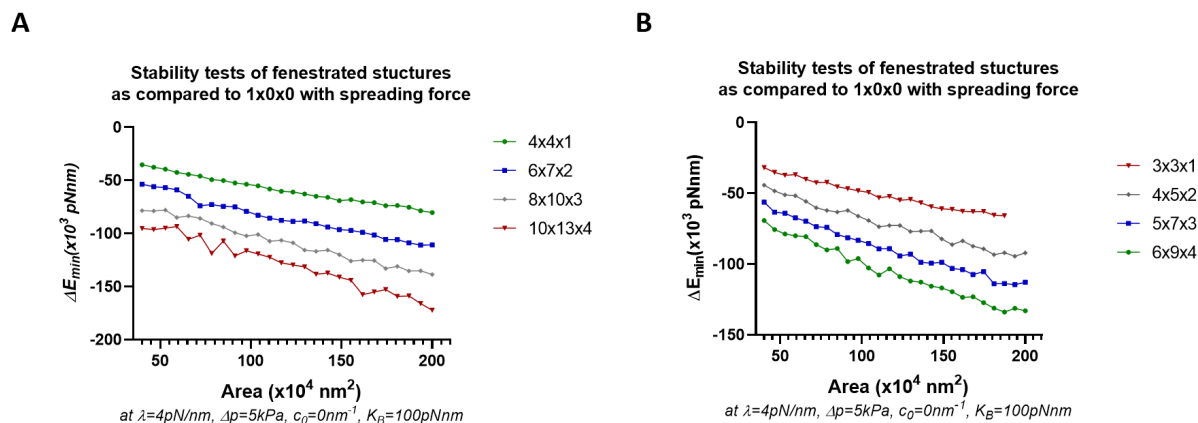 A
Stability tests of fenestrated stuctures
as compared to 1x0x0 with spreading force
0
-50
-100
-150
-200
ΔEmin(x10³ pNnm)
50
100
150
200
Area (x10⁴ nm²)
at λ=4pN/nm, Δp=5kPa, c₀=0nm⁻¹, K_B=100pNnm
4x4x1
6x7x2
8x10x3
10x13x4
B
Stability tests of fenestrated stuctures
as compared to 1x0x0 with spreading force
0
-50
-100
-150
ΔEmin(x10³ pNnm)
50
100
150
200
Area (x10⁴ nm²)
at λ=4pN/nm, Δp=5kPa, c₀=0nm⁻¹, K_B=100pNnm
3x3x1
4x5x2
5x7x3
6x9x4